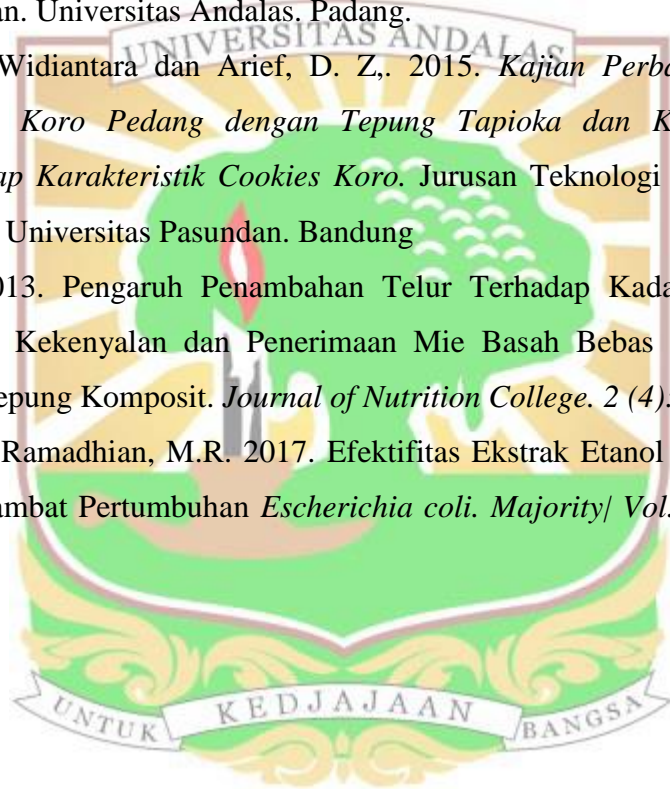 an. Universitas Andalas. Padang.
UNIVERSITAS ANDALAS
Widiantara dan Arief, D. Z,. 2015. Kajian Perba
Koro Pedang dengan Tepung Tapioka dan K
ap Karakteristik Cookies Koro. Jurusan Teknologi
Universitas Pasundan. Bandung
013. Pengaruh Penambahan Telur Terhadap Kada
Kekenyalan dan Penerimaan Mie Basah Bebas
epung Komposit. Journal of Nutrition College. 2 (4).
Ramadhian, M.R. 2017. Efektifitas Ekstrak Etanol
ambat Pertumbuhan Escherichia coli. Majority| Vol.
UNTUK KEDJAJAAN BANGSA